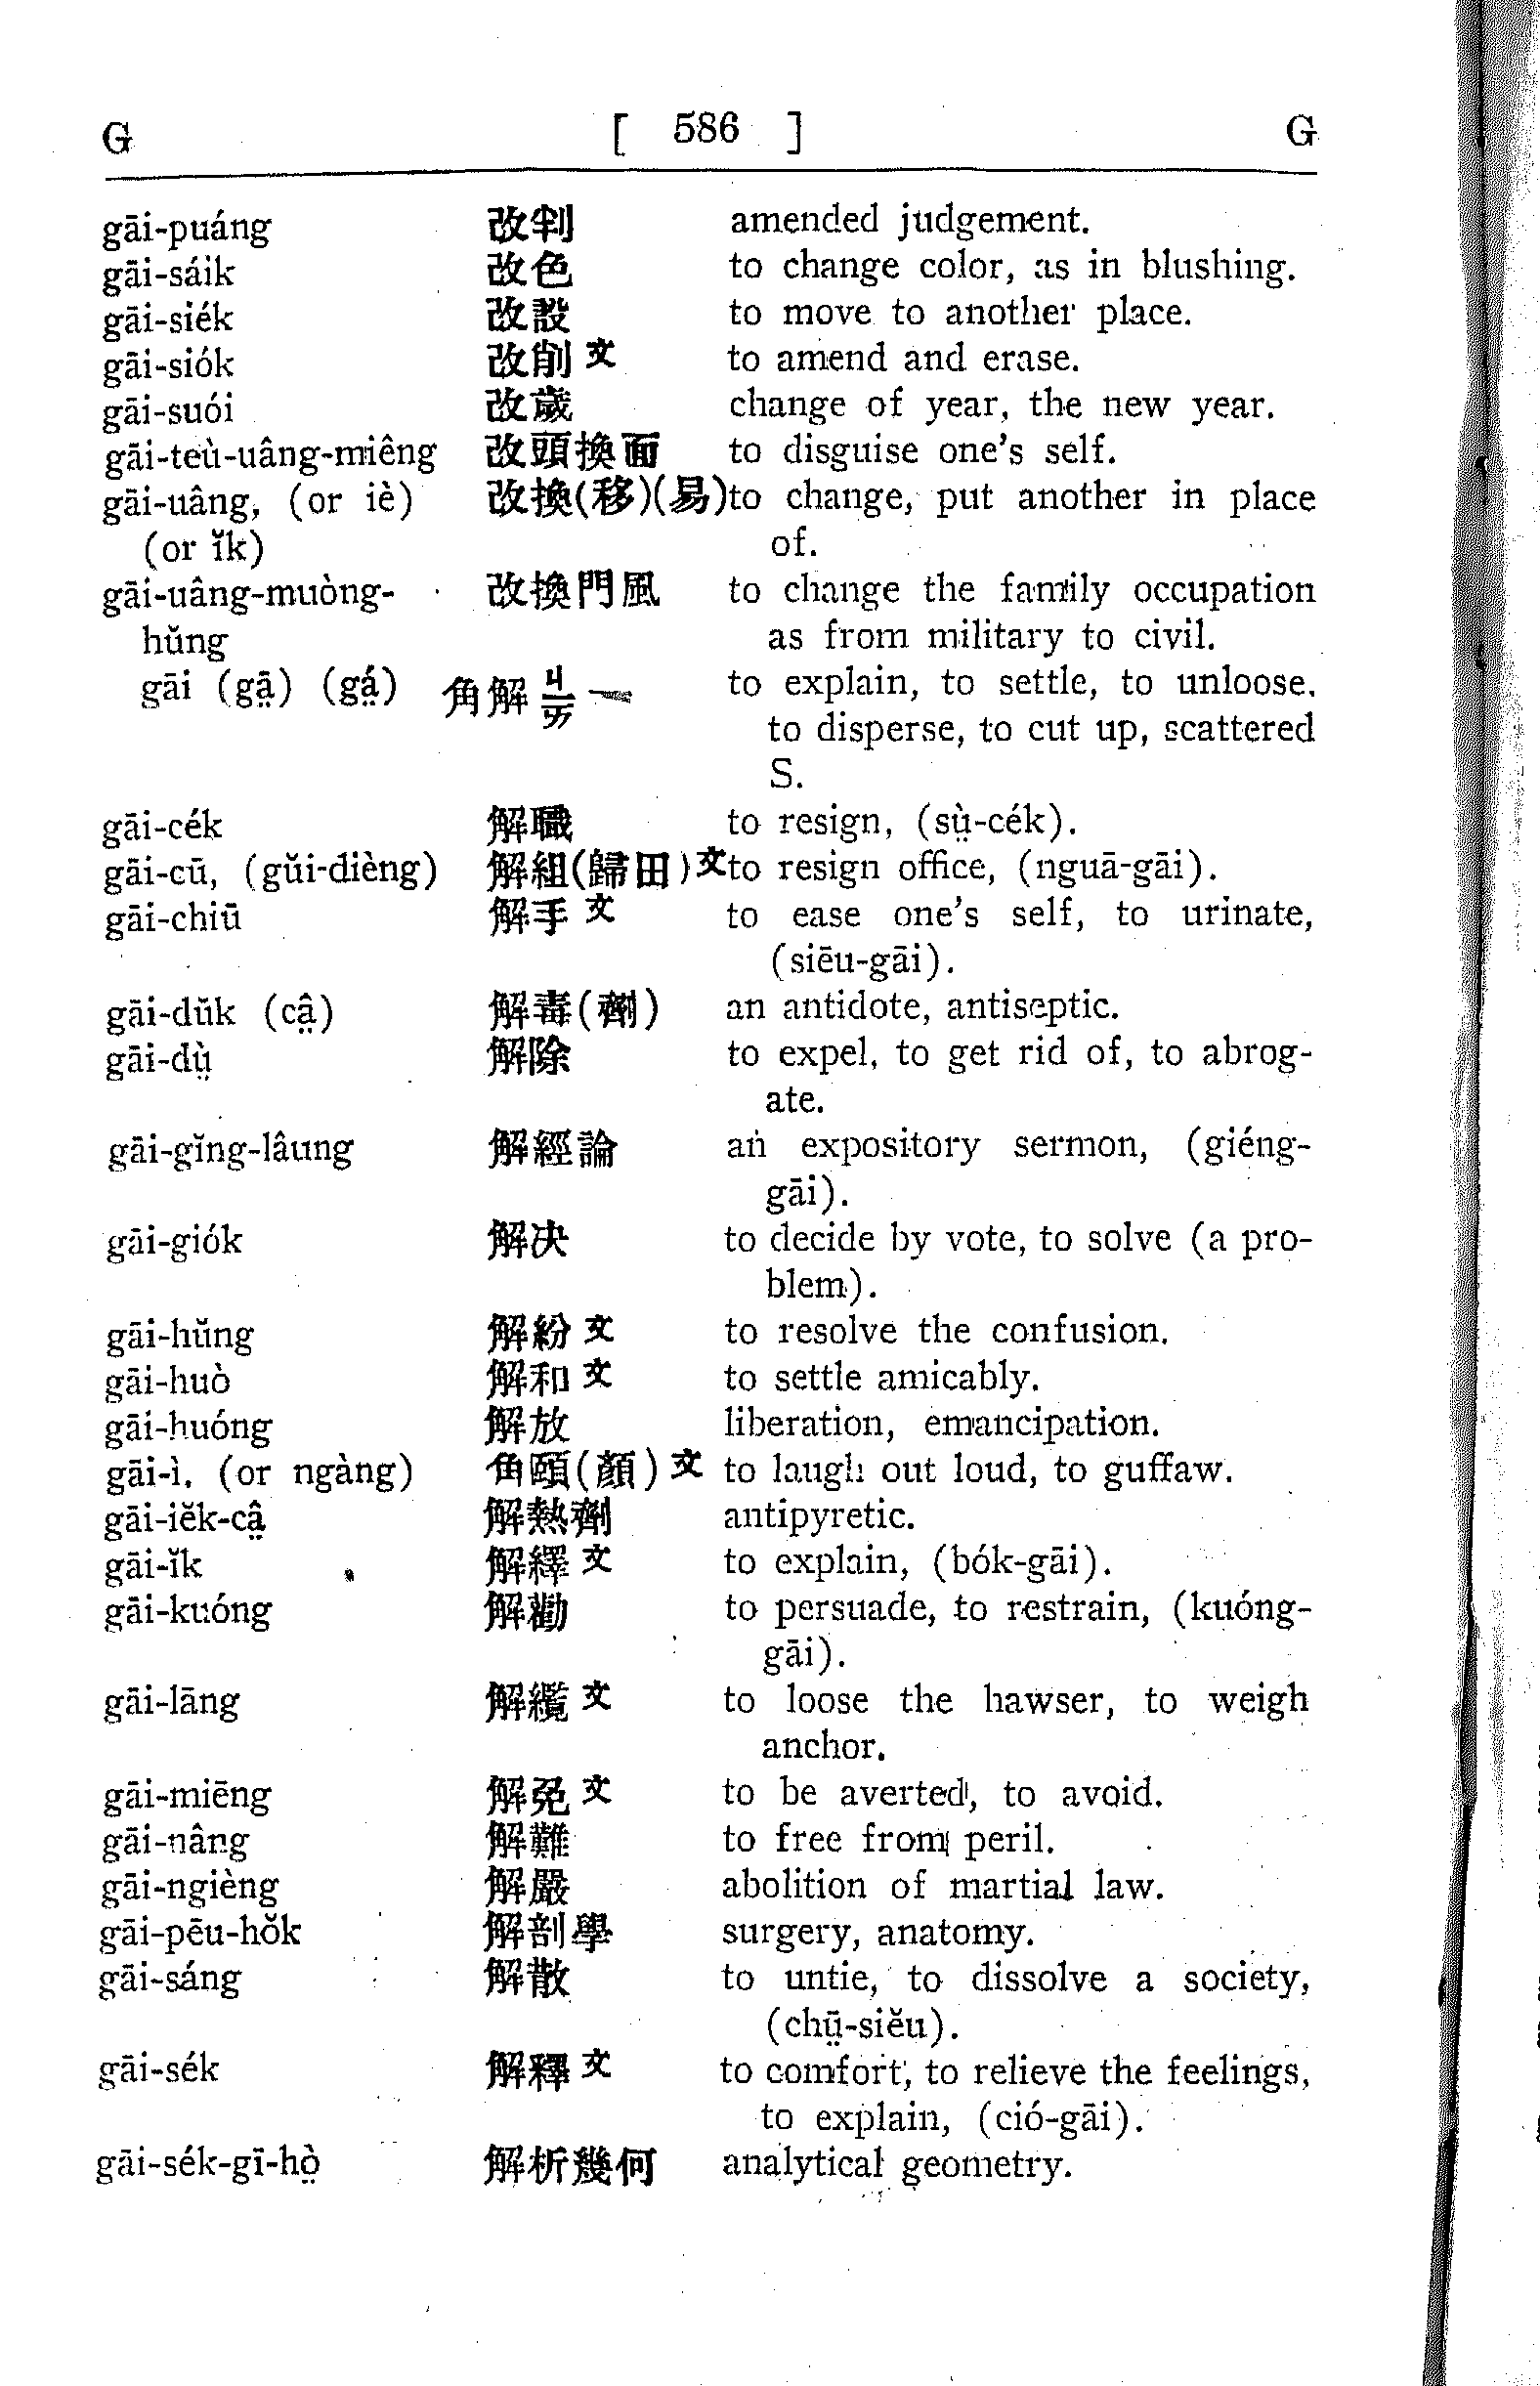 G [ 586 ] G
gāi-puáng 改判 amended judgement.
gāi-sáik 改色 to change color, as in blushing.
gāi-siék 改設 to move to another place.
gāi-siók 改削文 to amend and erase.
gāi-suói 改歲 change of year, the new year.
gāi-teù-uâng-miêng 改頭換面 to disguise one's self.
gāi-uâng, (or iè) 改換(移)(易)to change, put another in place
(or ĭk) of.
gāi-uâng-muòng- 改換門風 to change the family occupation
hŭng as from military to civil.
gāi (gā̤) (gá̤) 角解 ㄐㄧㄞ to explain, to settle, to unloose.
to disperse, to cut up, scattered
S.
gāi-cék 解職 to resign, (sṳ̀-cék).
gāi-cū, (gŭi-dièng) 解組(歸田)文to resign office, (nguā-gāi).
gāi-chiū 解手文 to ease one's self, to urinate,
(siēu-gāi).
gāi-dŭk (câ̤) 解毒(劑) an antidote, antiseptic.
gāi-dṳ̀ 解除 to expel, to get rid of, to abrog-
ate.
gāi-gĭng-lâung 解經論 an expository sermon, (giéng-
gāi).
gāi-giók 解决 to decide by vote, to solve (a pro-
blem).
gāi-hŭng 解紛文 to resolve the confusion.
gāi-huò 解和文 to settle amicably.
gāi-huóng 解放 liberation, emancipation.
gāi-ì, (or ngàng) 角頤(顏)文 to laugh out loud, to guffaw.
gāi-iĕk-câ̤ 解熱劑 antipyretic.
gāi-ĭk 解繹文 to explain, (bók-gāi).
gāi-kuóng 解勸 to persuade, to restrain, (kuóng-
gāi).
gāi-lāng 解纜文 to loose the hawser, to weigh
anchor.
gāi-miēng 解免文 to be averted, to avoid.
gāi-nâng 解難 to free from peril.
gāi-ngièng 解嚴 abolition of martial law.
gāi-pēu-hŏk 解剖學 surgery, anatomy.
gāi-sáng 解散 to untie, to dissolve a society,
(chṳ̄-siĕu).
gāi-sék 解釋文 to comfort, to relieve the feelings,
to explain, (ció-gāi).
gāi-sék-gī-hò̤ 解析幾何 analytical geometry.